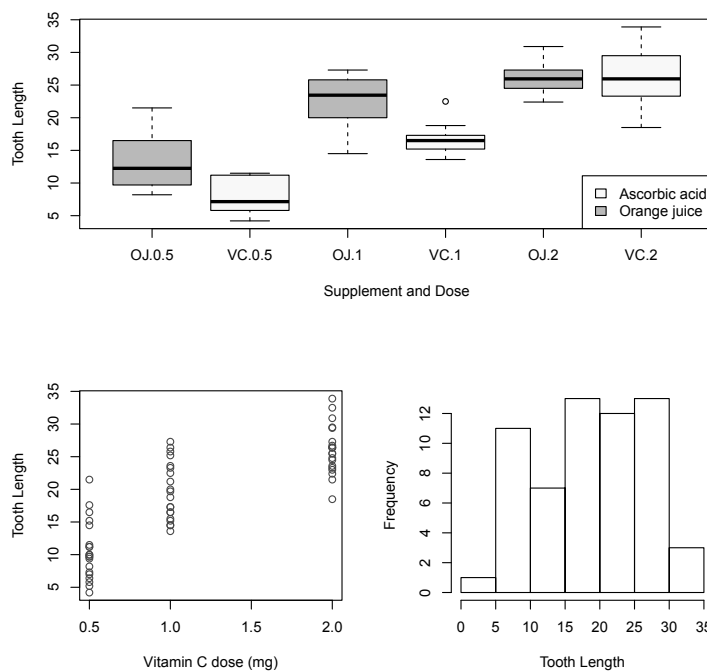 35
30
25
20
15
10
5
Tooth Length
Ascorbic acid
Orange juice
OJ.0.5 VC.0.5 OJ.1 VC.1 OJ.2 VC.2
Supplement and Dose
35
30
25
20
15
10
5
Tooth Length
0.5 1.0 1.5 2.0
Vitamin C dose (mg)
12
10
8
6
4
2
0
Frequency
0 5 10 15 20 25 30 35
Tooth Length